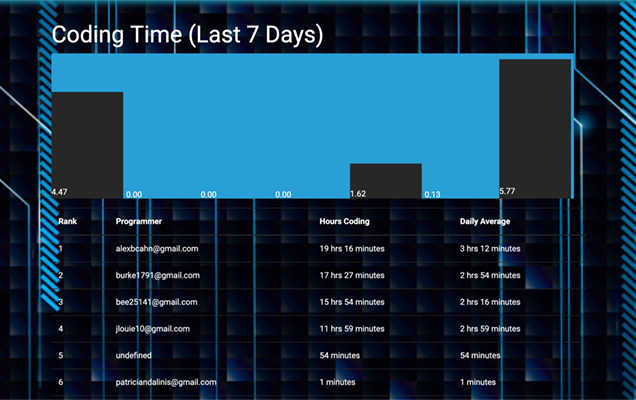 Coding Time (Last 7 Days)
4.47 0.00 0.00 0.00 1.62 0.13 5.77
Rank Programmer Hours Coding Daily Average
1 alexbcahn@gmail.com 19 hrs 16 minutes 3 hrs 12 minutes
2 burke1791@gmail.com 17 hrs 27 minutes 2 hrs 54 minutes
3 bee25141@gmail.com 15 hrs 54 minutes 2 hrs 16 minutes
4 jlouie10@gmail.com 11 hrs 59 minutes 2 hrs 59 minutes
5 undefined 54 minutes 54 minutes
6 patriciandalinis@gmail.com 1 minutes 1 minutes